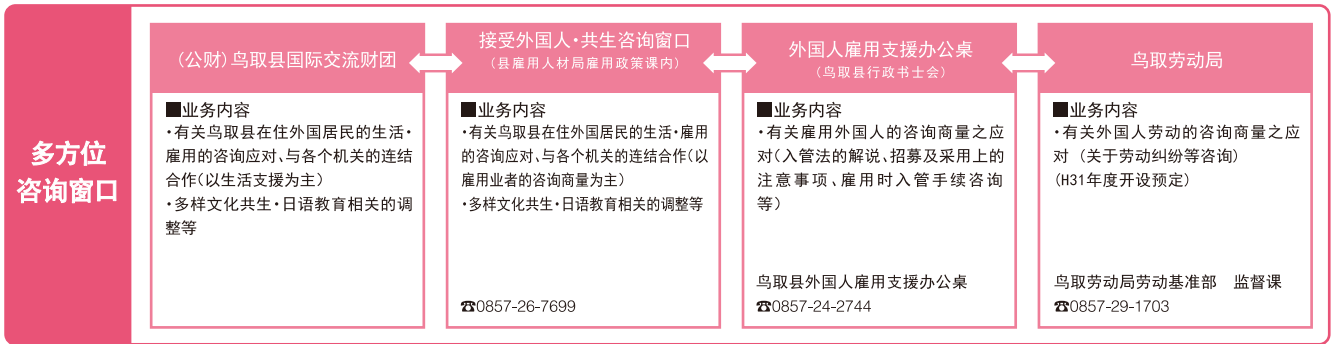 多方位
咨询窗口
（公财）鸟取县国际交流财团
■业务内容
・有关鸟取县在住外国居民的生活・
雇用的咨询应对、与各个机关的连结
合作（以生活支援为主）
・多样文化共生・日语教育相关的调
整等
接受外国人・共生咨询窗口
（县雇用人材局雇用政策课内）
■业务内容
・有关鸟取县在住外国居民的生活・雇用
的咨询应对、与各个机关的连结合作（以
雇用业者的咨询商量为主）
・多样文化共生・日语教育相关的调整等
☎0857-26-7699
外国人雇用支援办公桌
（鸟取县行政书士会）
■业务内容
・有关雇用外国人的咨询商量之应
对（入管法的解说、招募及采用上的
注意事项、雇用时入管手续咨询
等）
鸟取县外国人雇用支援办公桌
☎0857-24-2744
鸟取劳动局
■业务内容
・有关外国人劳动的咨询商量之应
对（关于劳动纠纷等咨询）
（H31年度开设预定）
鸟取劳动局劳动基准部　监督课
☎0857-29-1703